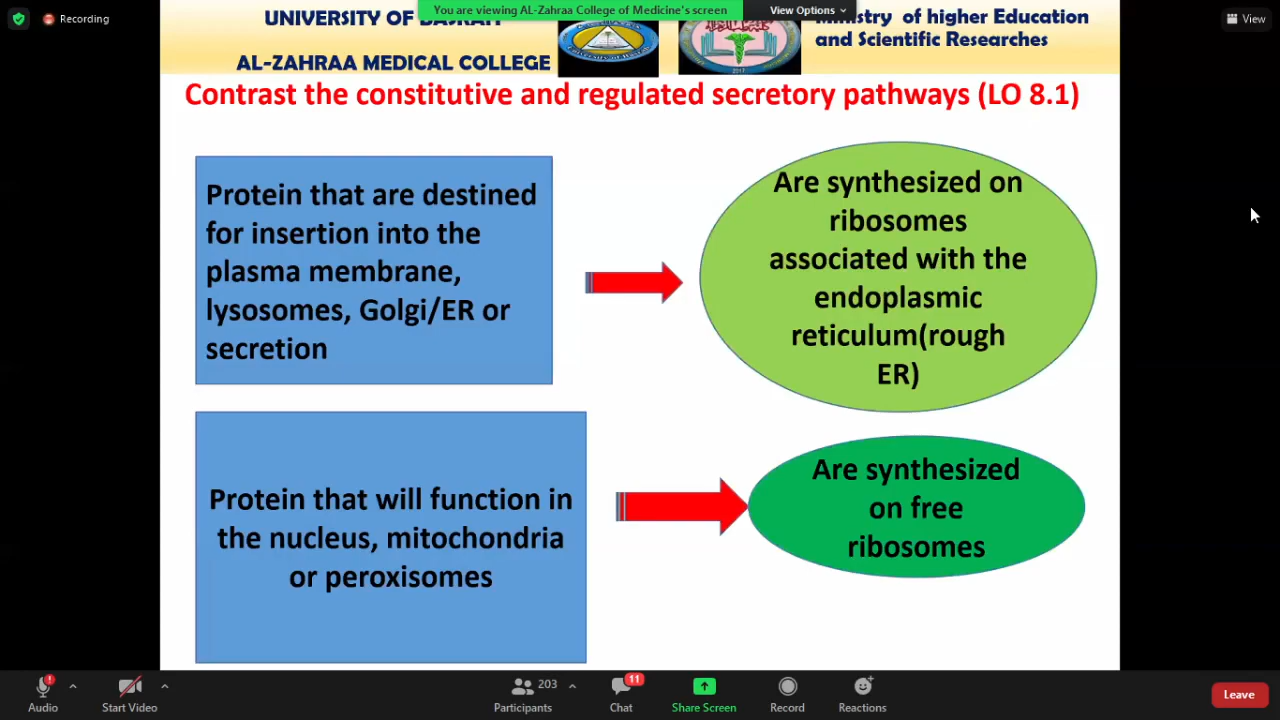 Recording
You are viewing AL-Zahraa College of Medicine's screen
View Options
View
UNIVERSITY OF BASRAH
AL-ZAHRAA MEDICAL COLLEGE
Ministry of higher Education
and Scientific Researches
2017
Contrast the constitutive and regulated secretory pathways (LO 8.1)
Protein that are destined
for insertion into the
plasma membrane,
lysosomes, Golgi/ER or
secretion
Are synthesized on
ribosomes
associated with the
endoplasmic
reticulum(rough
ER)
Protein that will function in
the nucleus, mitochondria
or peroxisomes
Are synthesized
on free
ribosomes
Audio
Start Video
203
Participants
11
Chat
Share Screen
Record
Reactions
Leave